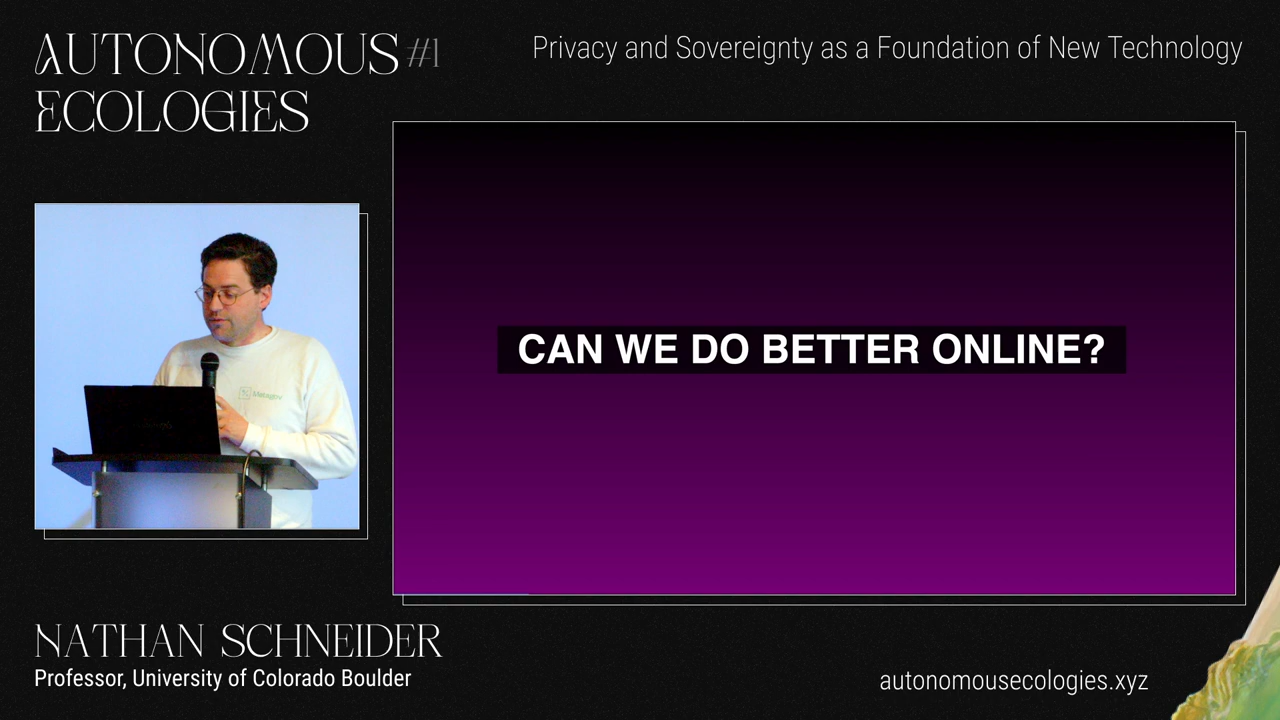 AUTONOMOUS #1
ECOLOGIES
Privacy and Sovereignty as a Foundation of New Technology
CAN WE DO BETTER ONLINE?
Metagov
NATHAN SCHNEIDER
Professor, University of Colorado Boulder
autonomousecologies.xyz